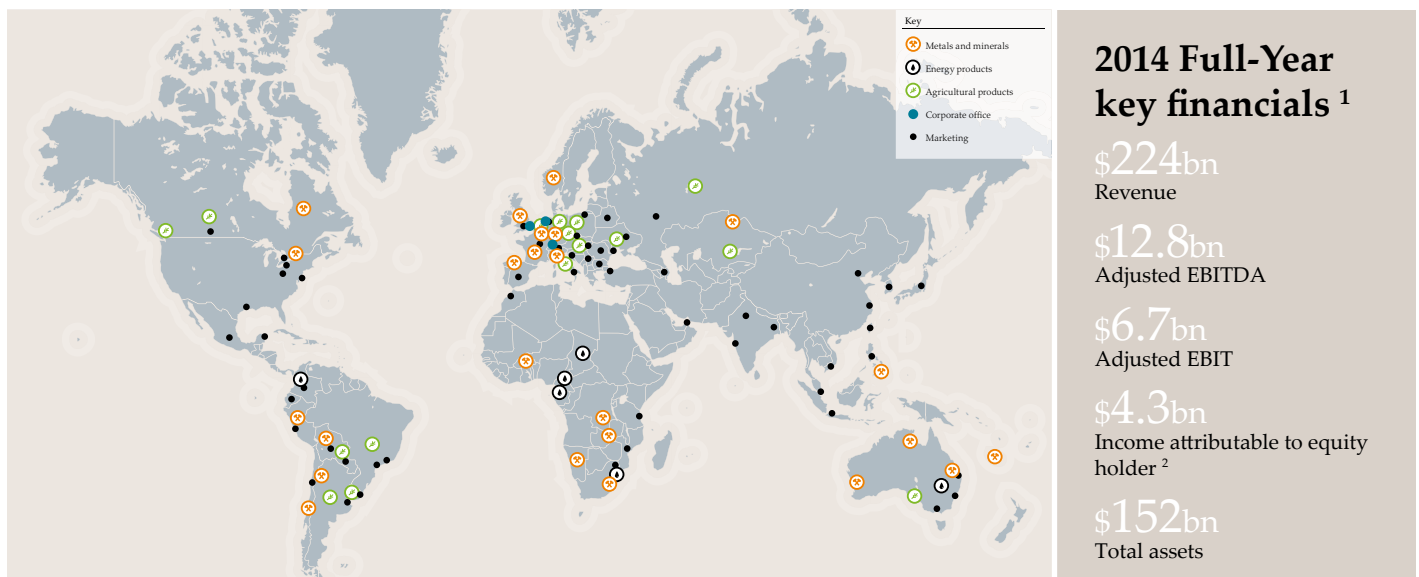 Key
Metals and minerals
Energy products
Agricultural products
Corporate office
Marketing
2014 Full-Year
key financials ¹
$224bn
Revenue
$12.8bn
Adjusted EBITDA
$6.7bn
Adjusted EBIT
$4.3bn
Income attributable to equity
holder ²
$152bn
Total assets